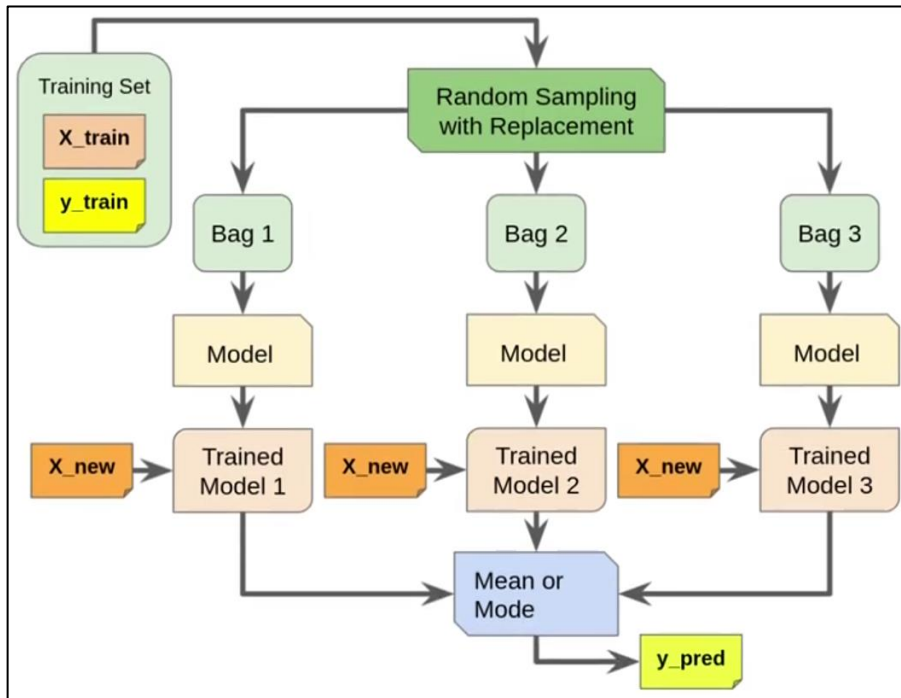 Training Set
X_train
y_train
Random Sampling
with Replacement
Bag 1
Bag 2
Bag 3
Model
Model
Model
X_new
Trained
Model 1
X_new
Trained
Model 2
X_new
Trained
Model 3
Mean or
Mode
y_pred